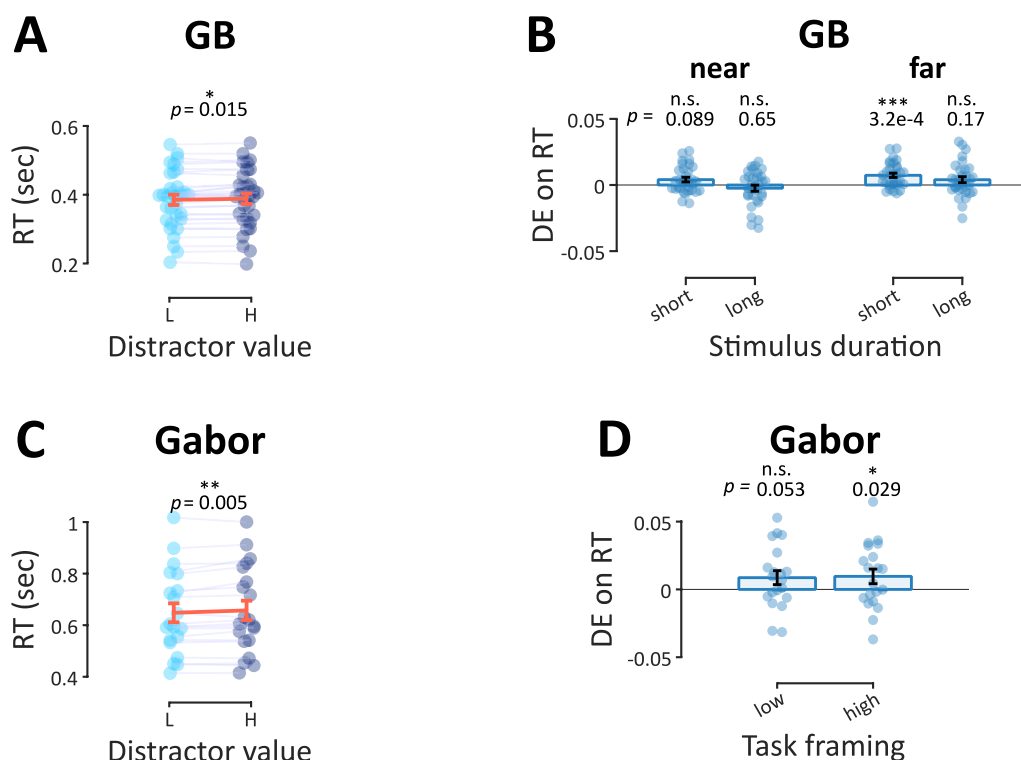 A
GB
*
p = 0.015
RT (sec)
0.6
0.4
0.2
L H
Distractor value
B
GB
near far
n.s. n.s. *** n.s.
p = 0.089 0.65 3.2e-4 0.17
DE on RT
0.05
0
-0.05
short long short long
Stimulus duration
C
Gabor
**
p = 0.005
RT (sec)
1
0.8
0.6
0.4
L H
Distractor value
D
Gabor
n.s. *
p = 0.053 0.029
DE on RT
0.05
0
-0.05
low high
Task framing